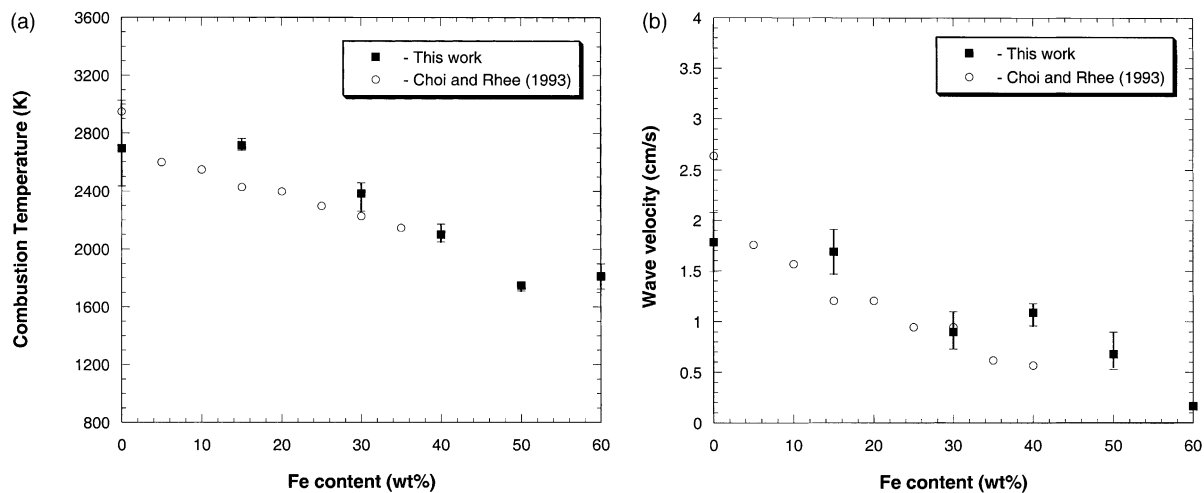 (a)
3600
3200
2800
2400
2000
1600
1200
800
Combustion Temperature (K)
- This work
- Choi and Rhee (1993)
0 10 20 30 40 50 60
Fe content (wt%)
(b)
4
3.5
3
2.5
2
1.5
1
0.5
0
Wave velocity (cm/s)
- This work
- Choi and Rhee (1993)
0 10 20 30 40 50 60
Fe content (wt%)